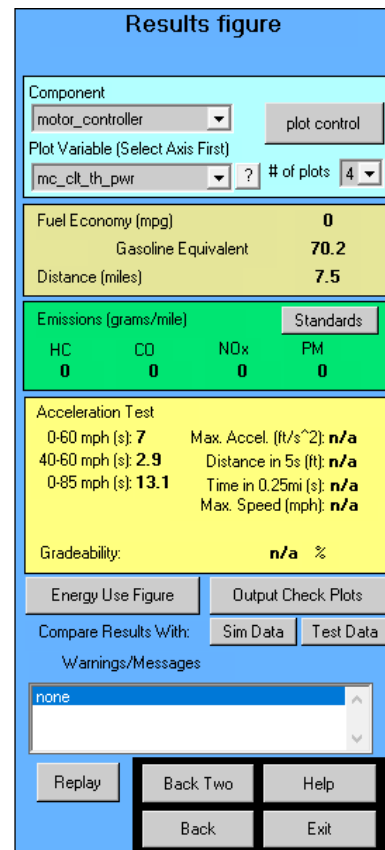 Results figure
Component
motor_controller
plot control
Plot Variable (Select Axis First)
mc_clt_th_pwr ? # of plots 4
Fuel Economy (mpg) 0
Gasoline Equivalent 70.2
Distance (miles) 7.5
Emissions (grams/mile) Standards
HC CO NOx PM
0 0 0 0
Acceleration Test
0-60 mph (s): 7 Max. Accel. (ft/s^2): n/a
40-60 mph (s): 2.9 Distance in 5s (ft): n/a
0-85 mph (s): 13.1 Time in 0.25mi (s): n/a
Max. Speed (mph): n/a
Gradeability: n/a %
Energy Use Figure Output Check Plots
Compare Results With: Sim Data Test Data
Warnings/Messages
none
Replay Back Two Help
Back Exit